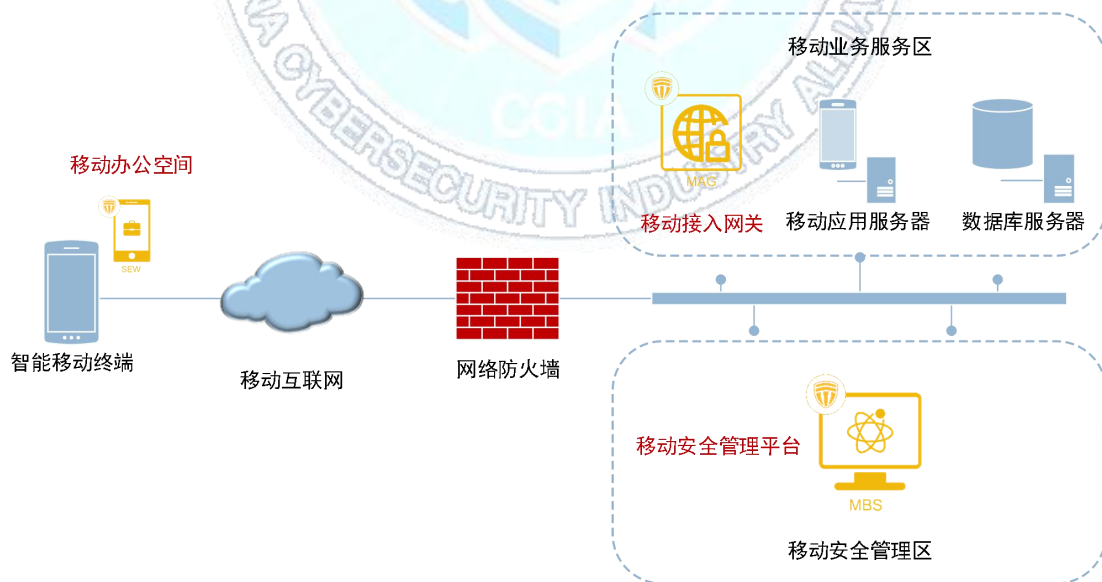 NA CYBERSECURITY INDUSTRY ALLIA
CCIA
移动业务服务区
MAG
移动接入网关
移动应用服务器
数据库服务器
移动办公空间
SEW
智能移动终端
移动互联网
网络防火墙
移动安全管理平台
MBS
移动安全管理区